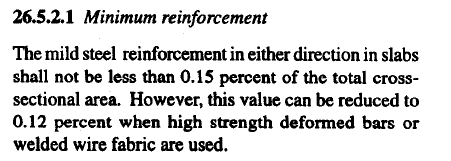 26.5.2.1 Minimum reinforcement
The mild steel reinforcement in either direction in slabs
shall not be less than 0.15 percent of the total cross-
sectional area. However, this value can be reduced to
0.12 percent when high strength deformed bars or
welded wire fabric are used.